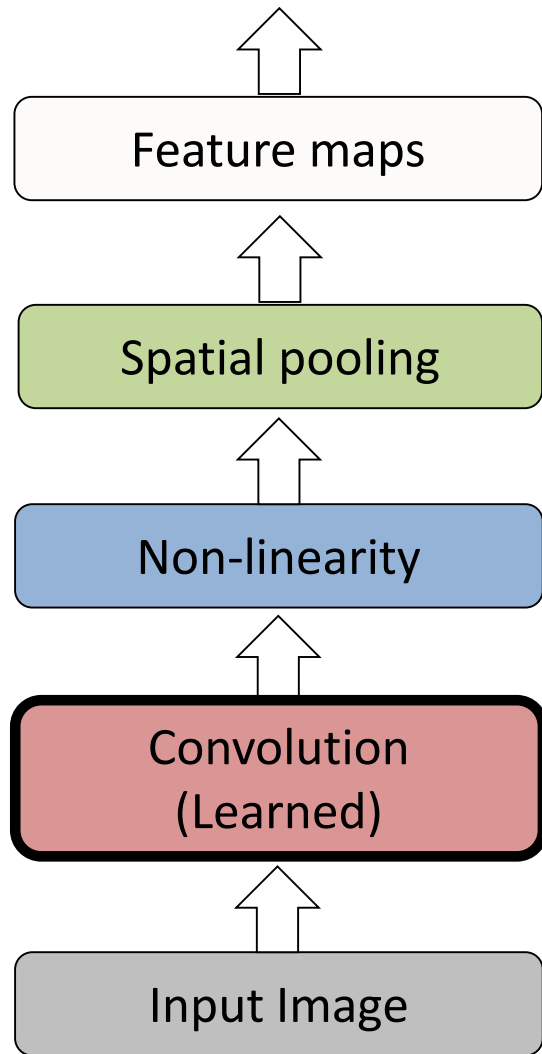 Feature maps
Spatial pooling
Non-linearity
Convolution
(Learned)
Input Image